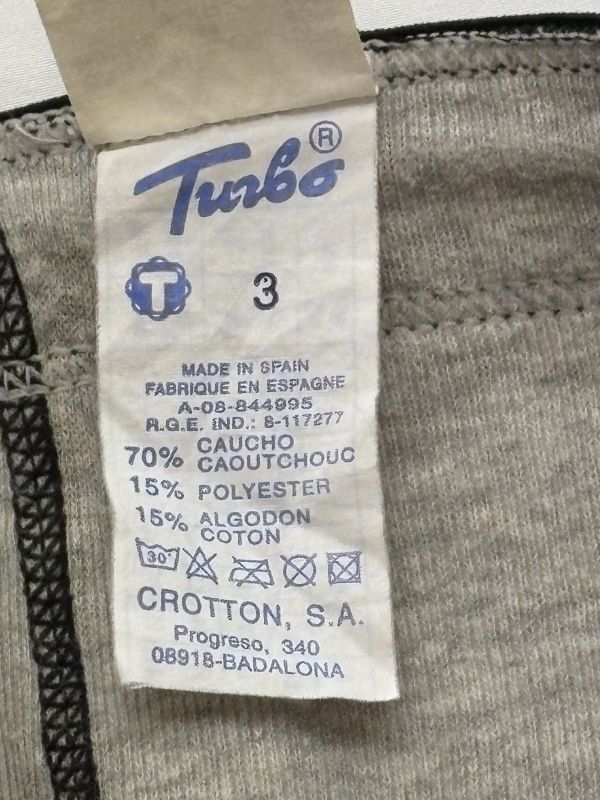 Turbo ®
T 3
MADE IN SPAIN
FABRIQUE EN ESPAGNE
A-08-844995
R.G.E. IND.: 8-117277
70% CAUCHO
CAOUTCHOUC
15% POLYESTER
15% ALGODON
COTON
30°
CROTTON, S.A.
Progreso, 340
08918-BADALONA